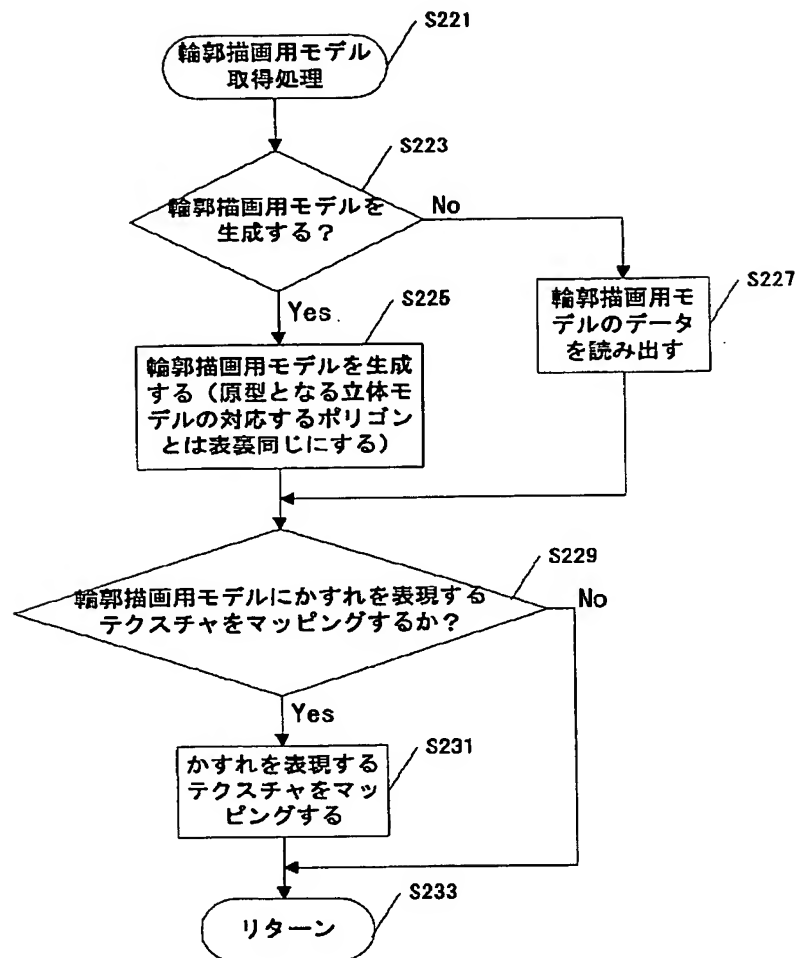 S221
輪郭描画用モデル
取得処理
S223
輪郭描画用モデルを
生成する？
No
Yes
S225
輪郭描画用モデルを生成
する（原型となる立体モ
デルの対応するポリゴン
とは表裏同じにする）
S227
輪郭描画用モ
デルのデータ
を読み出す
S229
輪郭描画用モデルにかすれを表現する
テクスチャをマッピングするか？
No
Yes
S231
かすれを表現する
テクスチャをマッ
ピングする
S233
リターン